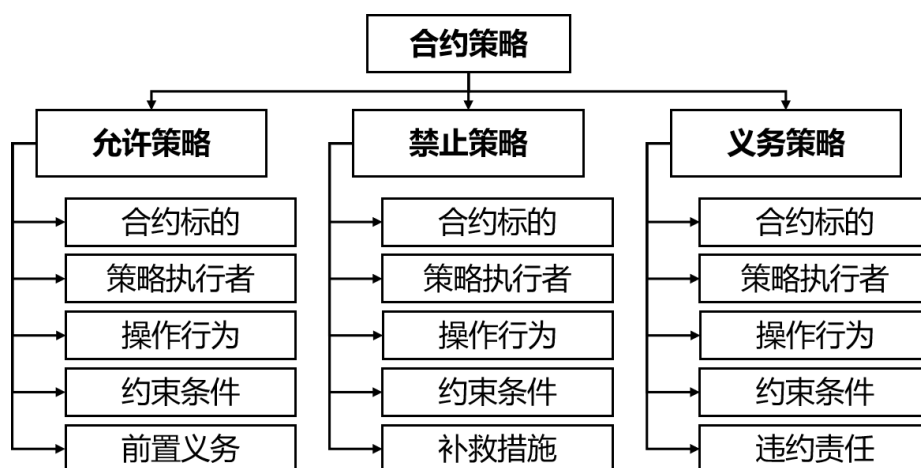 合约策略
允许策略
禁止策略
义务策略
合约标的
合约标的
合约标的
策略执行者
策略执行者
策略执行者
操作行为
操作行为
操作行为
约束条件
约束条件
约束条件
前置义务
补救措施
违约责任